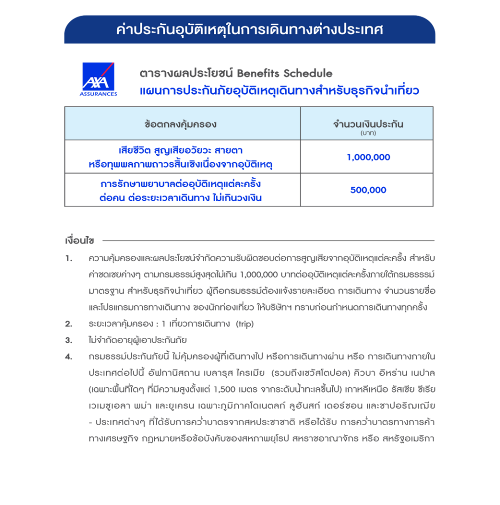 ค่าประกันอุบัติเหตุในการเดินทางต่างประเทศ
AXA
ASSURANCES
ตารางผลประโยชน์ Benefits Schedule
แผนการประกันภัยอุบัติเหตุเดินทางสำหรับธุรกิจนำเที่ยว
ข้อตกลงคุ้มครอง
จำนวนเงินประกัน
(บาท)
เสียชีวิต สูญเสียอวัยวะ สายตา
หรือทุพพลภาพถาวรสิ้นเชิงเนื่องจากอุบัติเหตุ
1,000,000
การรักษาพยาบาลต่ออุบัติเหตุแต่ละครั้ง
ต่อคน ต่อระยะเวลาเดินทาง ไม่เกินวงเงิน
500,000
เงื่อนไข
1. ความคุ้มครองและผลประโยชน์จำกัดความรับผิดชอบต่อการสูญเสียจากอุบัติเหตุแต่ละครั้ง สำหรับ
ค่าชดเชยค่างๆ ตามกรมธรรม์สูงสุดไม่เกิน 1,000,000 บาทต่ออุบัติเหตุแต่ละครั้งภายใต้กรมธรรม์
มาตรฐาน สำหรับธุรกิจนำเที่ยว ผู้ถือกรมธรรม์ต้องแจ้งรายละเอียด การเดินทาง จำนวนรายชื่อ
และโปรแกรมการทางเดินทาง ของนักท่องเที่ยว ให้บริษัทฯ ทราบก่อนกำหนดการเดินทางทุกครั้ง
2. ระยะเวลาคุ้มครอง : 1 เที่ยวการเดินทาง (trip)
3. ไม่จำกัดอายุผู้เอาประกันภัย
4. กรมธรรม์ประกันภัยนี้ ไม่คุ้มครองผู้ที่เดินทางไป หรือการเดินทางผ่าน หรือ การเดินทางภายใน
ประเทศต่อไปนี้ อัฟกานิสถาน เบลารุส ไครเมีย (รวมถึงเซวัสโตปอล) คิวบา อิหร่าน เนปาล
(เฉพาะพื้นที่ใดๆ ที่มีความสูงตั้งแต่ 1,500 เมตร จากระดับน้ำทะเลขึ้นไป) เกาหลีเหนือ รัสเซีย ซีเรีย
เวเนซุเอลา พม่า และยูเครน เฉพาะภูมิภาคโดเนตสก์ ลูฮันสก์ เคอร์ซอน และซาปอริญเญีย
- ประเทศต่างๆ ที่ได้รับการคว่ำบาตรจากสหประชาชาติ หรือได้รับ การคว่ำบาตรทางการค้า
ทางเศรษฐกิจ กฎหมายหรือข้อบังคับของสหภาพยุโรป สหราชอาณาจักร หรือ สหรัฐอเมริกา